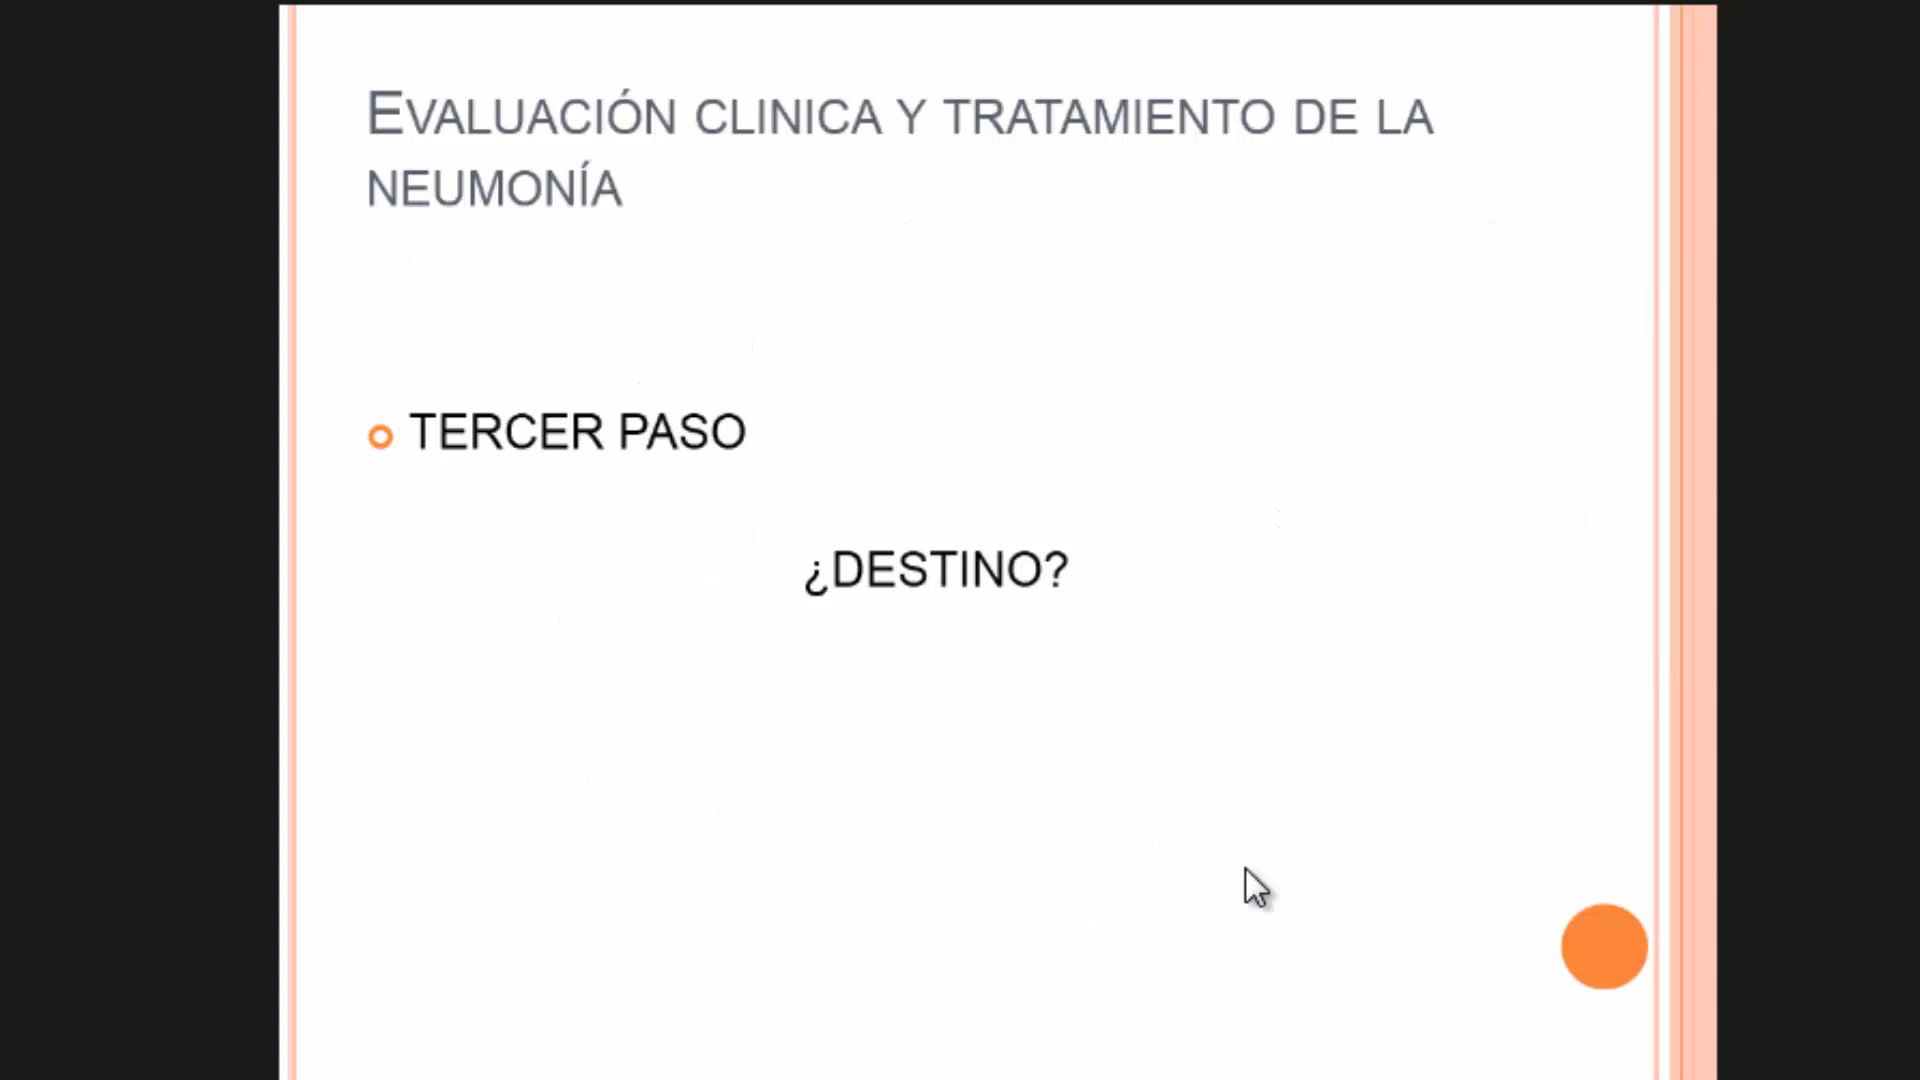 EVALUACIÓN CLINICA Y TRATAMIENTO DE LA
NEUMONÍA
TERCER PASO
¿DESTINO?